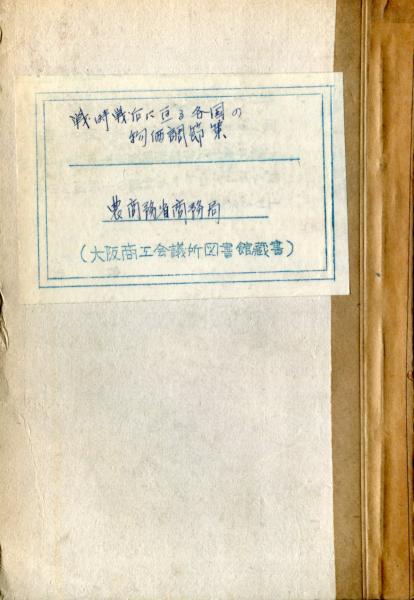 戦時戦后に亘る各国の
物価調節策
農商務省商務局
(大阪商工会議所図書館蔵書)